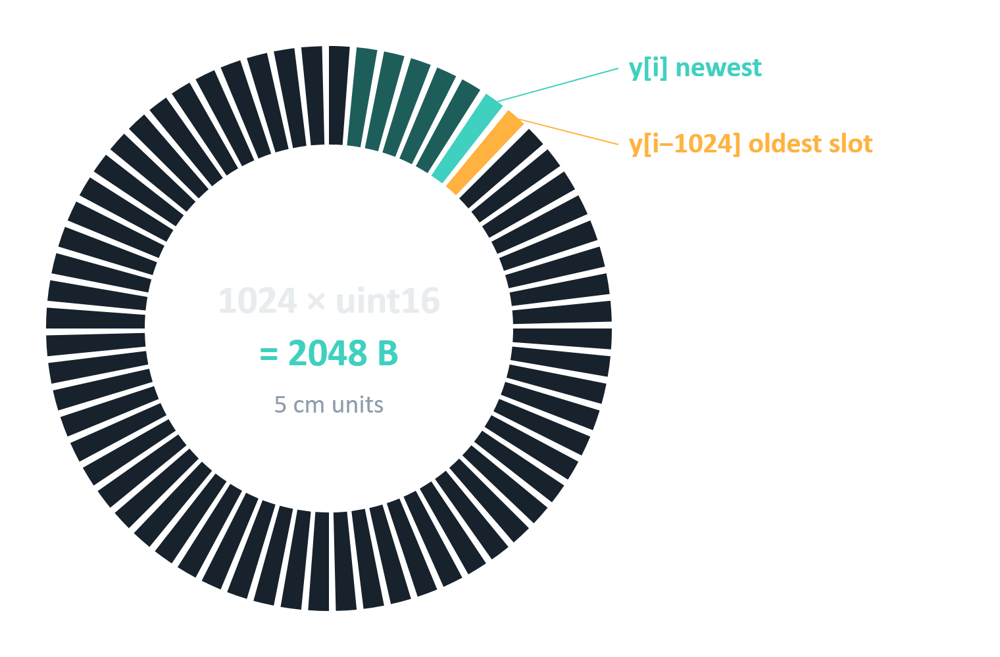 y[i] newest
y[i–1024] oldest slot
1024 × uint16
= 2048 B
5 cm units